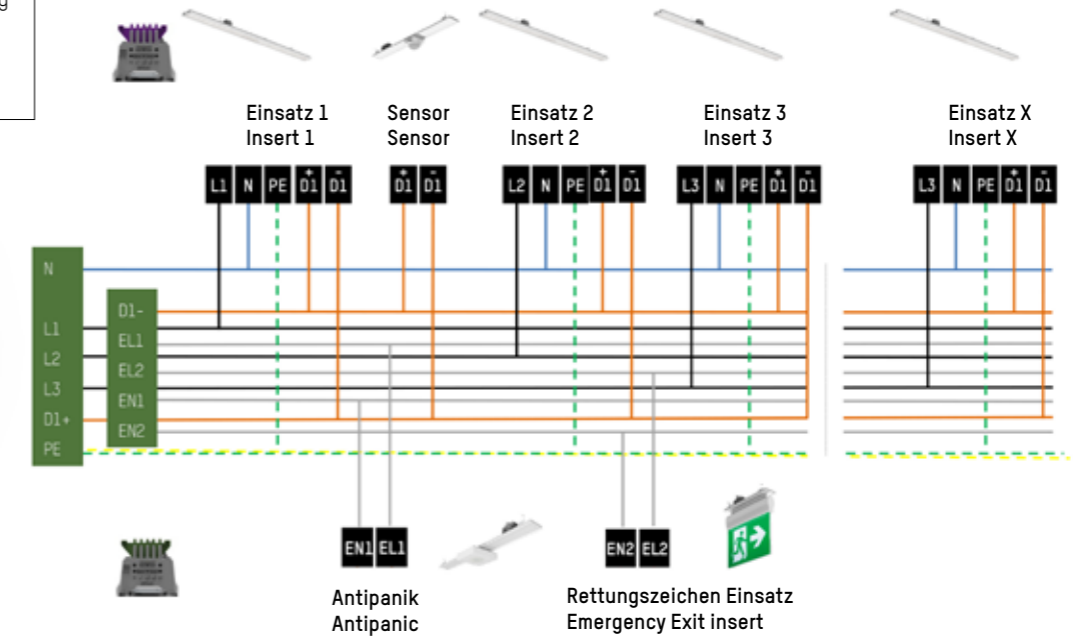 Einsatz 1
Insert 1
Sensor
Sensor
Einsatz 2
Insert 2
Einsatz 3
Insert 3
Einsatz X
Insert X
L1 N PE D1+ D1-
D1+ D1-
L2 N PE D1+ D1-
L3 N PE D1+ D1-
L3 N PE D1+ D1-
N
L1
L2
L3
D1+
PE
D1-
EL1
EL2
EN1
EN2
EN1 EL1
EN2 EL2
Antipanik
Antipanic
Rettungszeichen Einsatz
Emergency Exit insert